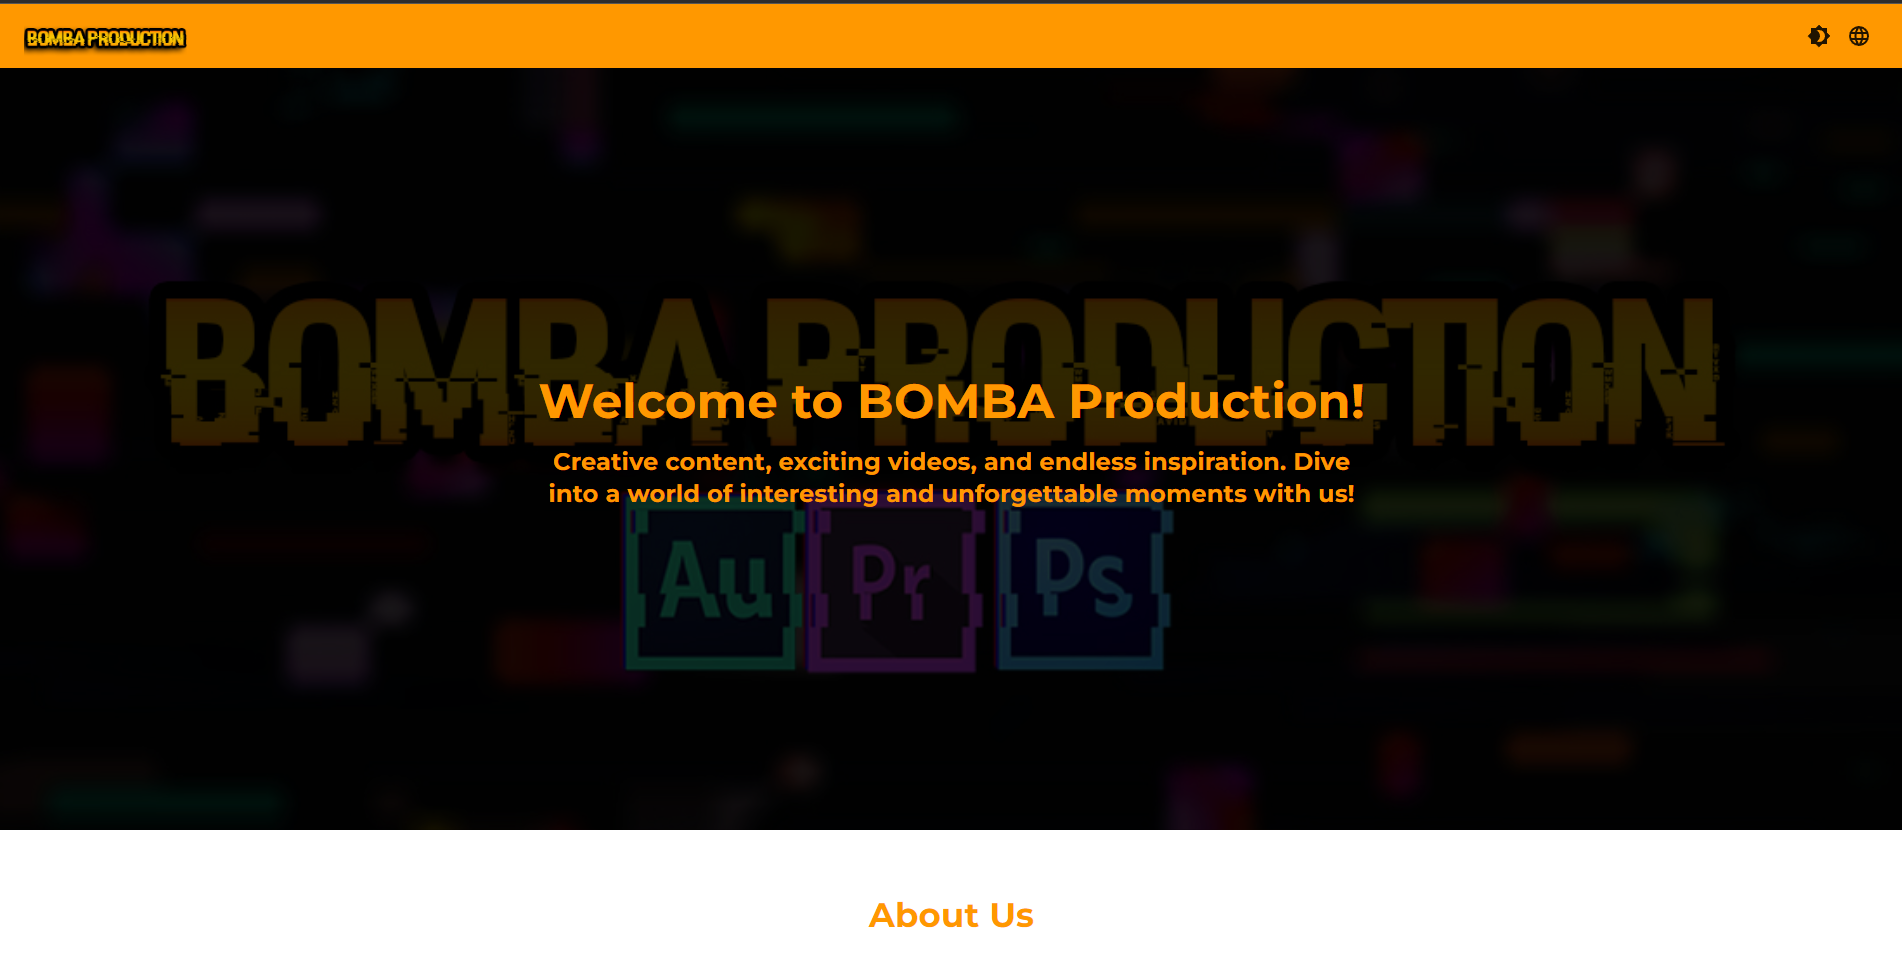 BOMBA PRODUCTION
BOMBA PRODUCTION
Welcome to BOMBA Production!
Creative content, exciting videos, and endless inspiration. Dive
into a world of interesting and unforgettable moments with us!
Au Pr Ps
About Us